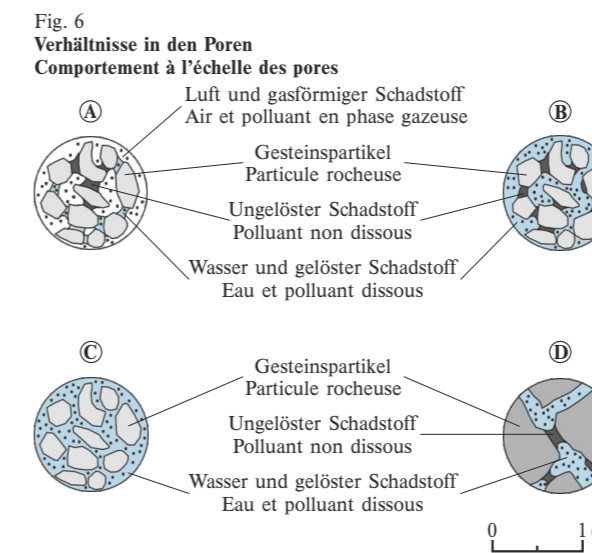 Fig. 6
Verhältnisse in den Poren
Comportement à l'échelle des pores
A
B
Luft und gasförmiger Schadstoff
Air et polluant en phase gazeuse
Gesteinspartikel
Particule rocheuse
Ungelöster Schadstoff
Polluant non dissous
Wasser und gelöster Schadstoff
Eau et polluant dissous
C
D
Gesteinspartikel
Particule rocheuse
Ungelöster Schadstoff
Polluant non dissous
Wasser und gelöster Schadstoff
Eau et polluant dissous
0 1